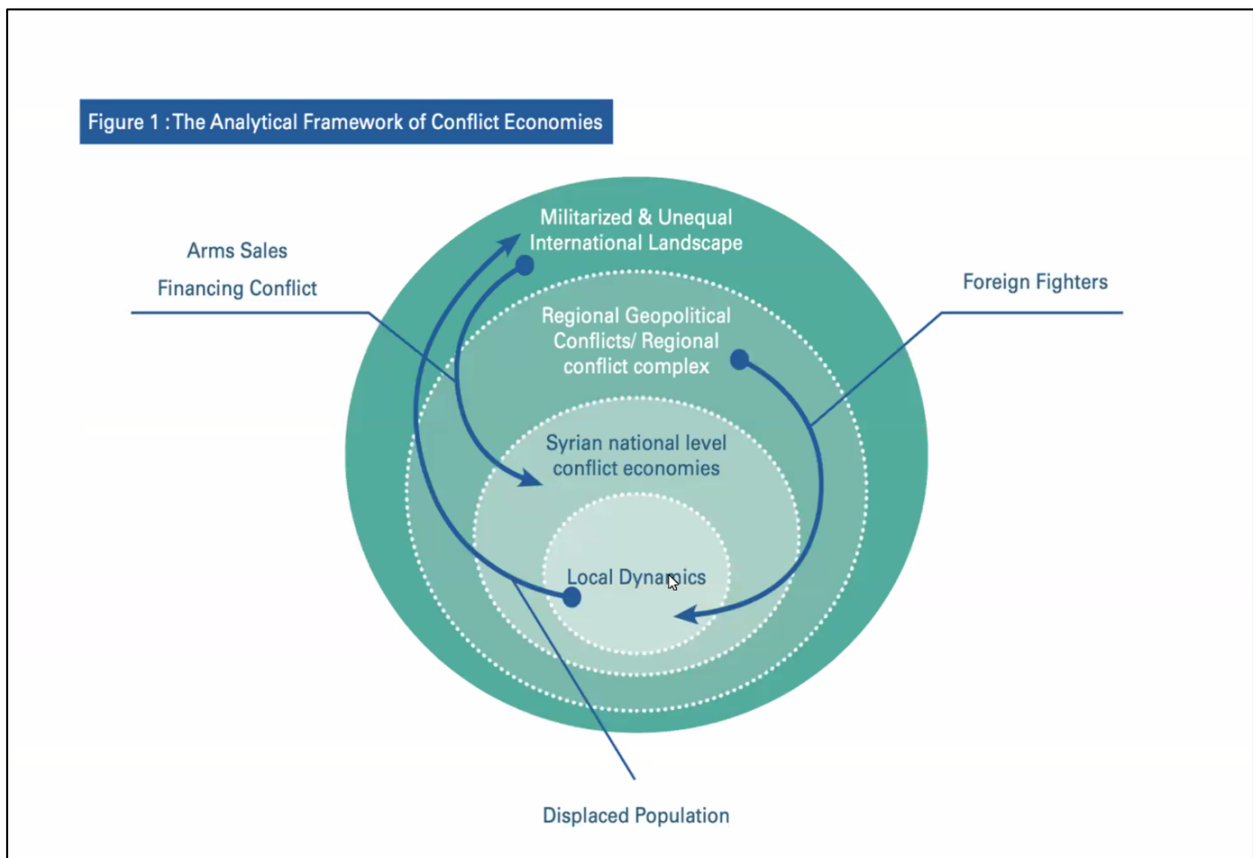 Figure 1 : The Analytical Framework of Conflict Economies
Militarized & Unequal
International Landscape
Arms Sales
Financing Conflict
Foreign Fighters
Regional Geopolitical
Conflicts/ Regional
conflict complex
Syrian national level
conflict economies
Local Dynamics
Displaced Population